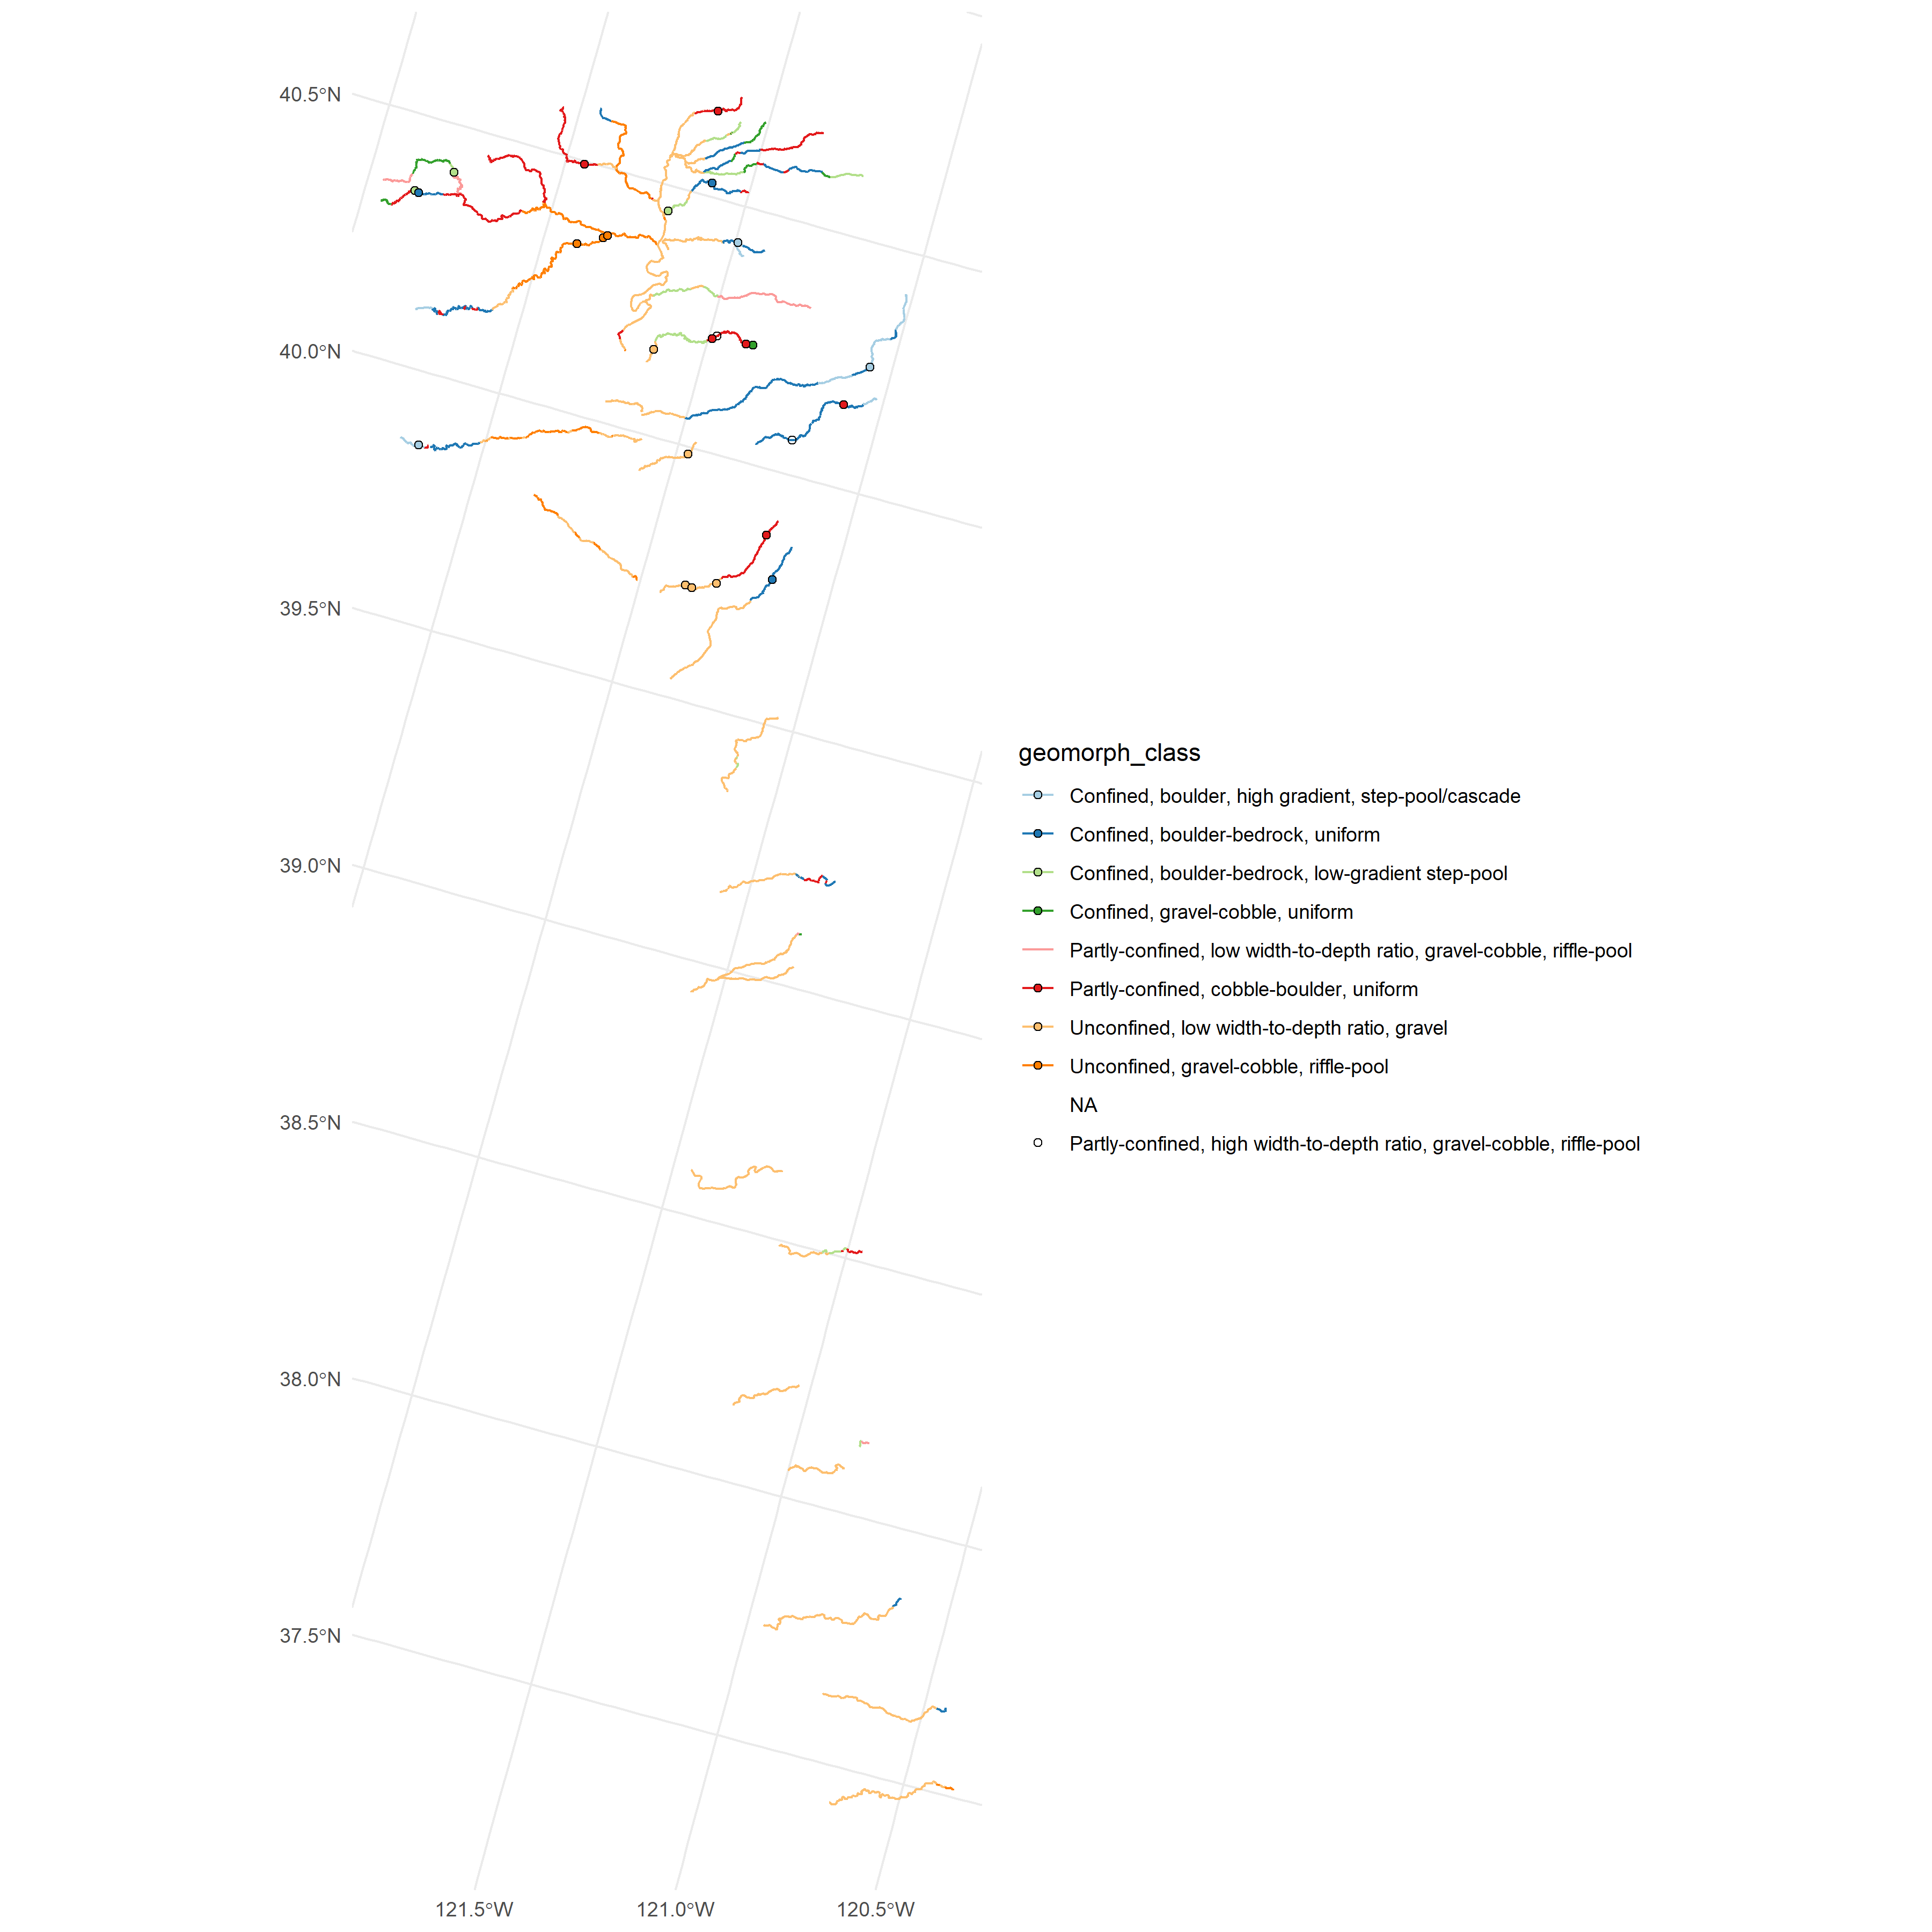 40.5°N
40.0°N
39.5°N
39.0°N
38.5°N
38.0°N
37.5°N
121.5°W
121.0°W
120.5°W
geomorph_class
Confined, boulder, high gradient, step-pool/cascade
Confined, boulder-bedrock, uniform
Confined, boulder-bedrock, low-gradient step-pool
Confined, gravel-cobble, uniform
Partly-confined, low width-to-depth ratio, gravel-cobble, riffle-pool
Partly-confined, cobble-boulder, uniform
Unconfined, low width-to-depth ratio, gravel
Unconfined, gravel-cobble, riffle-pool
NA
Partly-confined, high width-to-depth ratio, gravel-cobble, riffle-pool